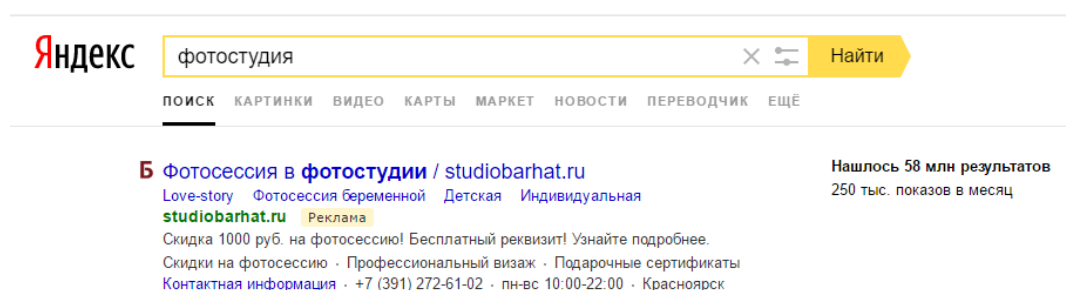 Яндекс
фотостудия
Найти
ПОИСК КАРТИНКИ ВИДЕО КАРТЫ МАРКЕТ НОВОСТИ ПЕРЕВОДЧИК ЕЩЁ
Б Фотосессия в фотостудии / studiobarhat.ru
Love-story Фотосессия беременной Детская Индивидуальная
studiobarhat.ru Реклама
Скидка 1000 руб. на фотосессию! Бесплатный реквизит! Узнайте подробнее.
Скидки на фотосессию · Профессиональный визаж · Подарочные сертификаты
Контактная информация · +7 (391) 272-61-02 · пн-вс 10:00-22:00 · Красноярск
Нашлось 58 млн результатов
250 тыс. показов в месяц